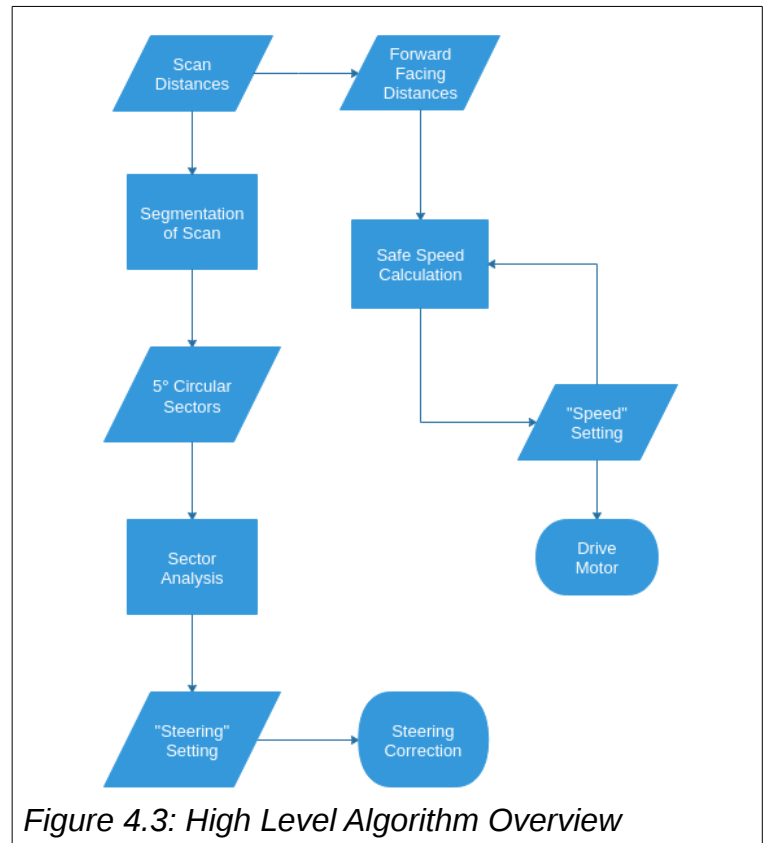 Scan
Distances
Forward
Facing
Distances
Segmentation
of Scan
Safe Speed
Calculation
5° Circular
Sectors
"Speed"
Setting
Sector
Analysis
Drive
Motor
"Steering"
Setting
Steering
Correction
Figure 4.3: High Level Algorithm Overview